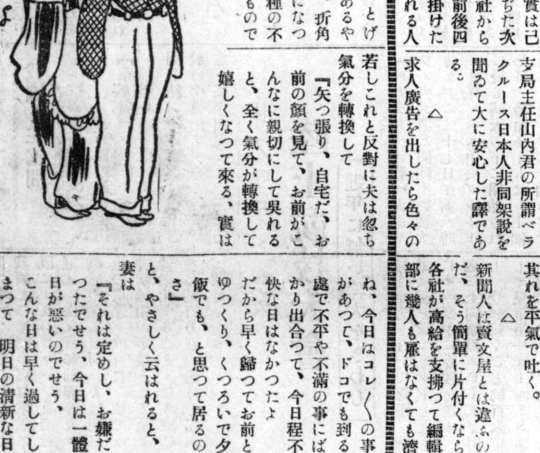 實は己
ぢた次
社から
前後四
掛けた
れる人
支局主任山内君の所謂ベラ
クルース日本人非同架說を
聞ゐて大に安心した譯であ
る。
△
求人廣告を出したら色々の
其れを平氣で吐く。
△
新聞人は賣文屋とは違ふの
だ、そう簡單に片付くなら
各社が高給を支拂つて編輯
部に幾人も雇はなくても濟
とげ
あるや
折角
になつ
種の不
もので
若しこれと反對に夫は忽ち
氣分を轉換して
『矢つ張り、自宅だ、お
前の顏を見て、お前がこ
んなに親切にして吳れる
と、全く氣分が轉換して
嬉しくなつて來る、實は
ね、今日はコレ〱の事
があつて、ドコでも到る
處で不平や不滿の事にば
かり出合つて、今日程不
快な日はなかつたよ
だから早く歸つてお前と
ゆつくり、くつろいで夕
飯でも、と思つて居るの
さ』
と、やさしく云はれると、
妻は
『それは定めし、お嫌だ
つたでせう、今日は一體
日が惡いのでせう、
こんな日は早く過してし
まつて　明日の清新な日